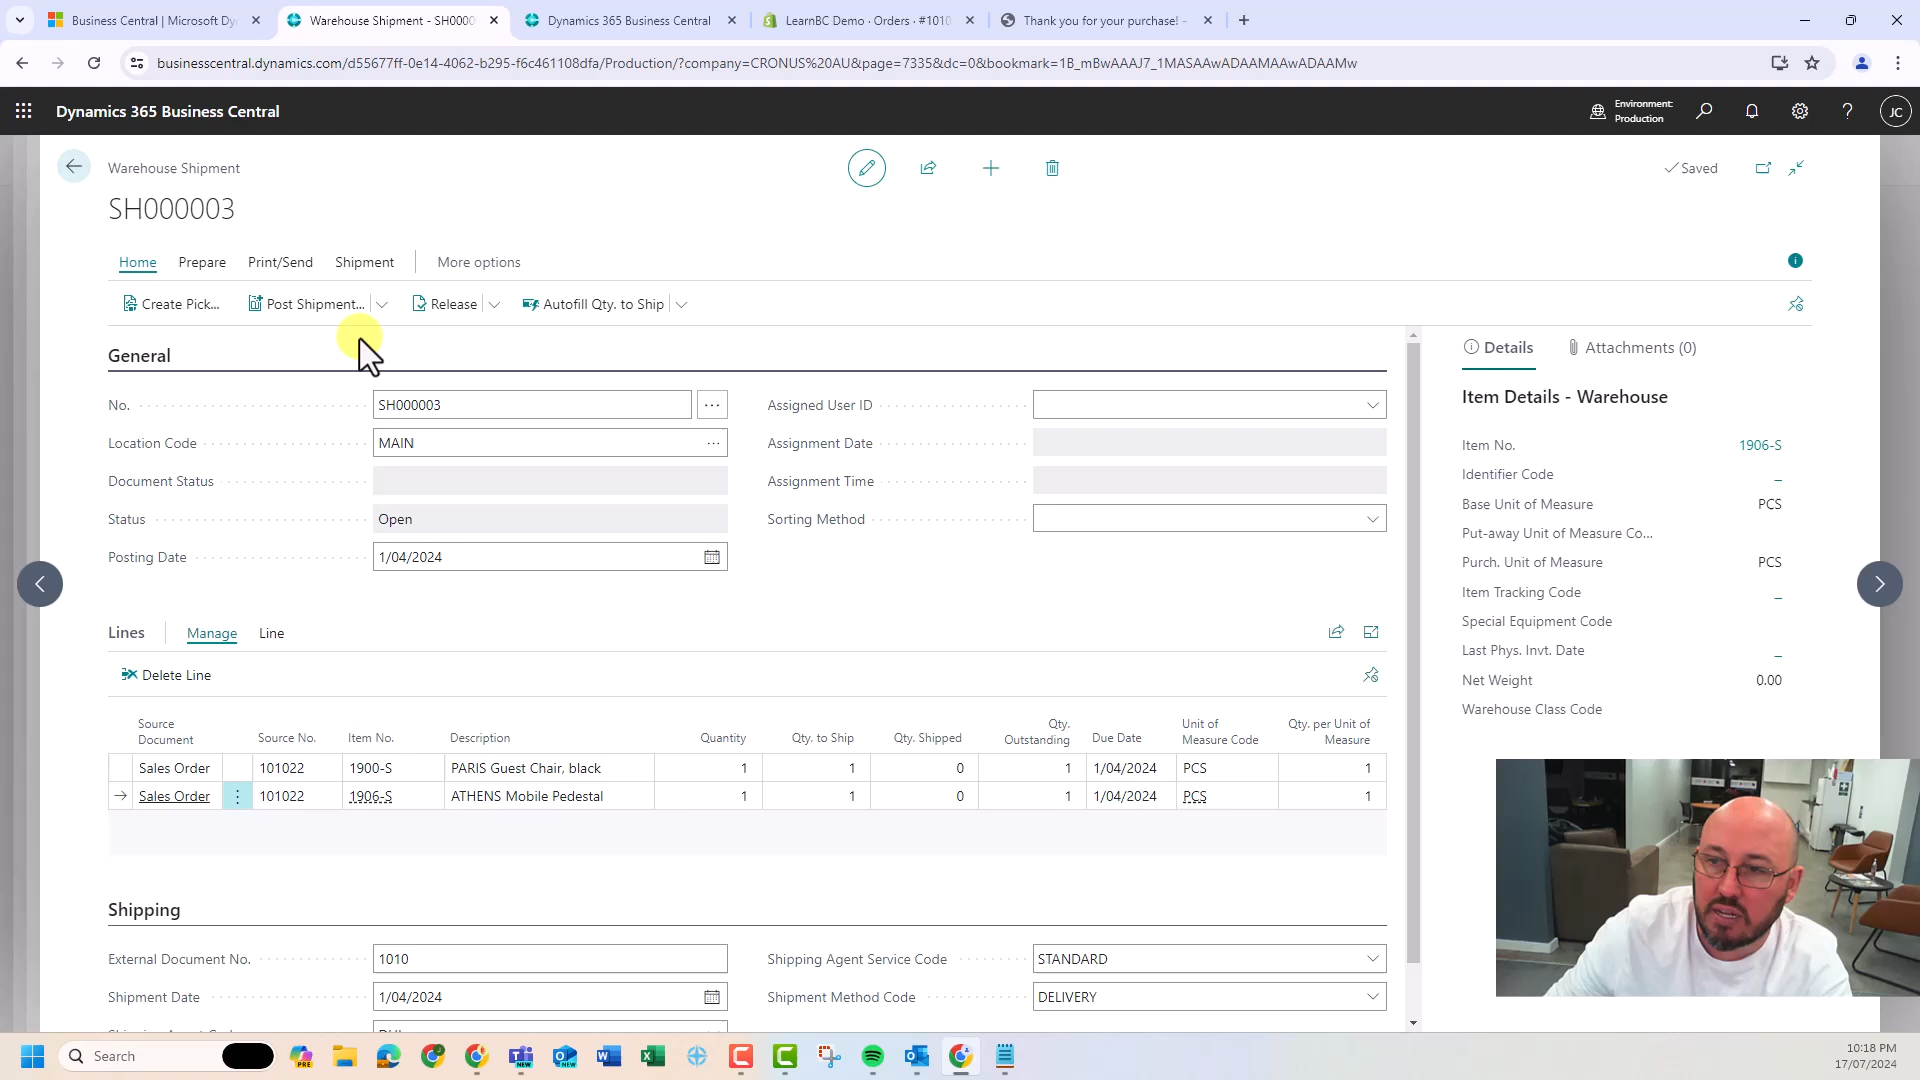 Business Central | Microsoft Dy
Warehouse Shipment - SH0000
Dynamics 365 Business Central
LearnBC Demo · Orders · #1010
Thank you for your purchase! -
businesscentral.dynamics.com/d55677ff-0e14-4062-b295-f6c461108dfa/Production/?company=CRONUS%20AU&page=7335&dc=0&bookmark=1B_mBwAAAJ7_1MASAAwADAAMAAwADAAMw
Dynamics 365 Business Central
Environment:
Production
JC
Warehouse Shipment
Saved
SH000003
Home
Prepare
Print/Send
Shipment
More options
Create Pick...
Post Shipment...
Release
Autofill Qty. to Ship
General
No.
SH000003
Location Code
MAIN
Document Status
Status
Open
Posting Date
1/04/2024
Assigned User ID
Assignment Date
Assignment Time
Sorting Method
Details
Attachments (0)
Item Details - Warehouse
Item No.
1906-S
Identifier Code
_
Base Unit of Measure
PCS
Put-away Unit of Measure Co...
Purch. Unit of Measure
PCS
Item Tracking Code
_
Special Equipment Code
Last Phys. Invt. Date
_
Net Weight
0.00
Warehouse Class Code
Lines
Manage
Line
Delete Line
Source Document
Source No.
Item No.
Description
Quantity
Qty. to Ship
Qty. Shipped
Qty. Outstanding
Due Date
Unit of Measure Code
Qty. per Unit of Measure
Sales Order 101022 1900-S PARIS Guest Chair, black 1 1 0 1 1/04/2024 PCS 1
Sales Order 101022 1906-S ATHENS Mobile Pedestal 1 1 0 1 1/04/2024 PCS 1
Shipping
External Document No.
1010
Shipment Date
1/04/2024
Shipping Agent Service Code
STANDARD
Shipment Method Code
DELIVERY
Search
PRE
NEW
NEW
10:18 PM
17/07/2024